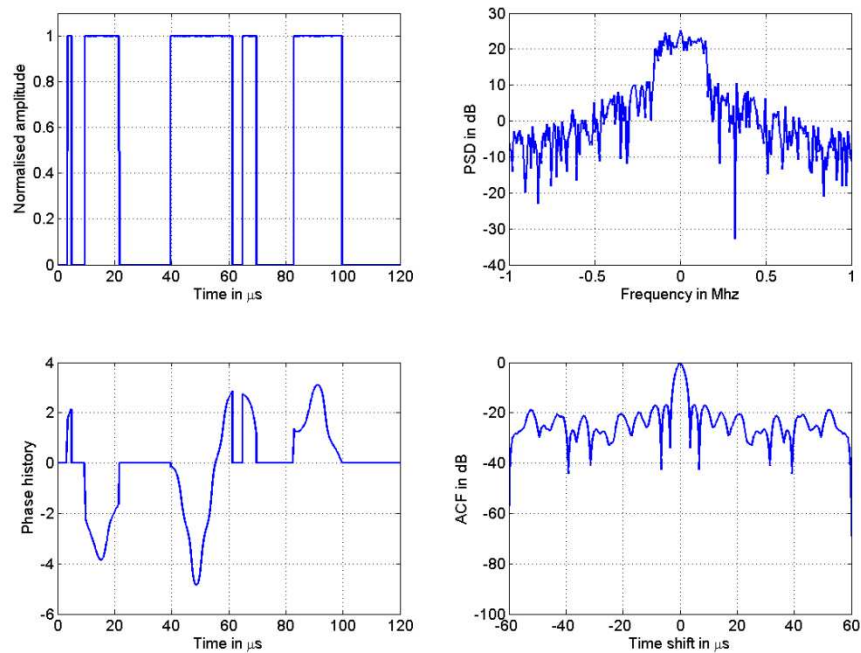 1
0.8
0.6
0.4
0.2
0
Normalised amplitude
0 20 40 60 80 100 120
Time in μs
30
20
10
0
-10
-20
-30
-40
PSD in dB
-1 -0.5 0 0.5 1
Frequency in Mhz
4
2
0
-2
-4
-6
Phase history
0 20 40 60 80 100 120
Time in μs
0
-20
-40
-60
-80
-100
ACF in dB
-60 -40 -20 0 20 40 60
Time shift in μs